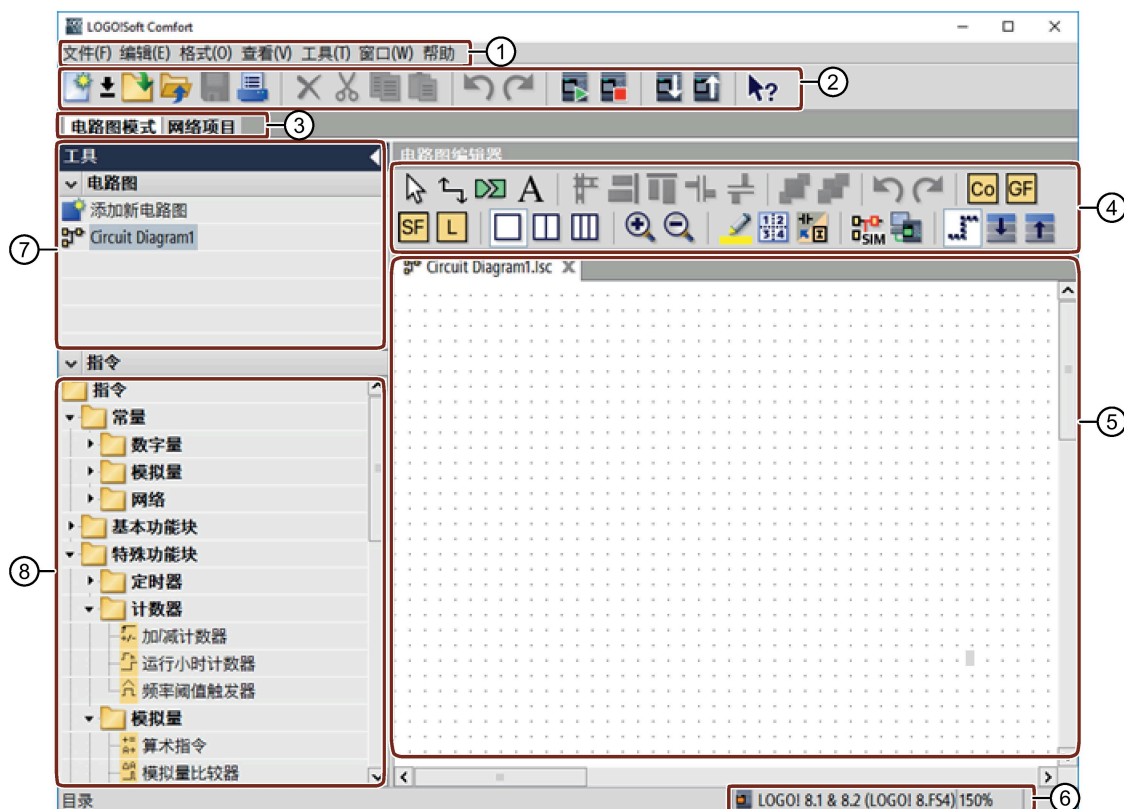 LOGO!Soft Comfort
文件(F) 编辑(E) 格式(O) 查看(V) 工具(T) 窗口(W) 帮助
①
②
电路图模式 网络项目
③
工具
电路图
添加新电路图
Circuit Diagram1
⑦
电路图编辑器
A
Co GF
SF L
1 2
3 4
SIM
④
Circuit Diagram1.lsc
⑤
指令
指令
常量
数字量
模拟量
网络
基本功能块
特殊功能块
定时器
计数器
加/减计数器
运行小时计数器
频率阈值触发器
模拟量
算术指令
模拟量比较器
⑧
目录
LOGO! 8.1 & 8.2 (LOGO! 8.FS4) 150%
⑥